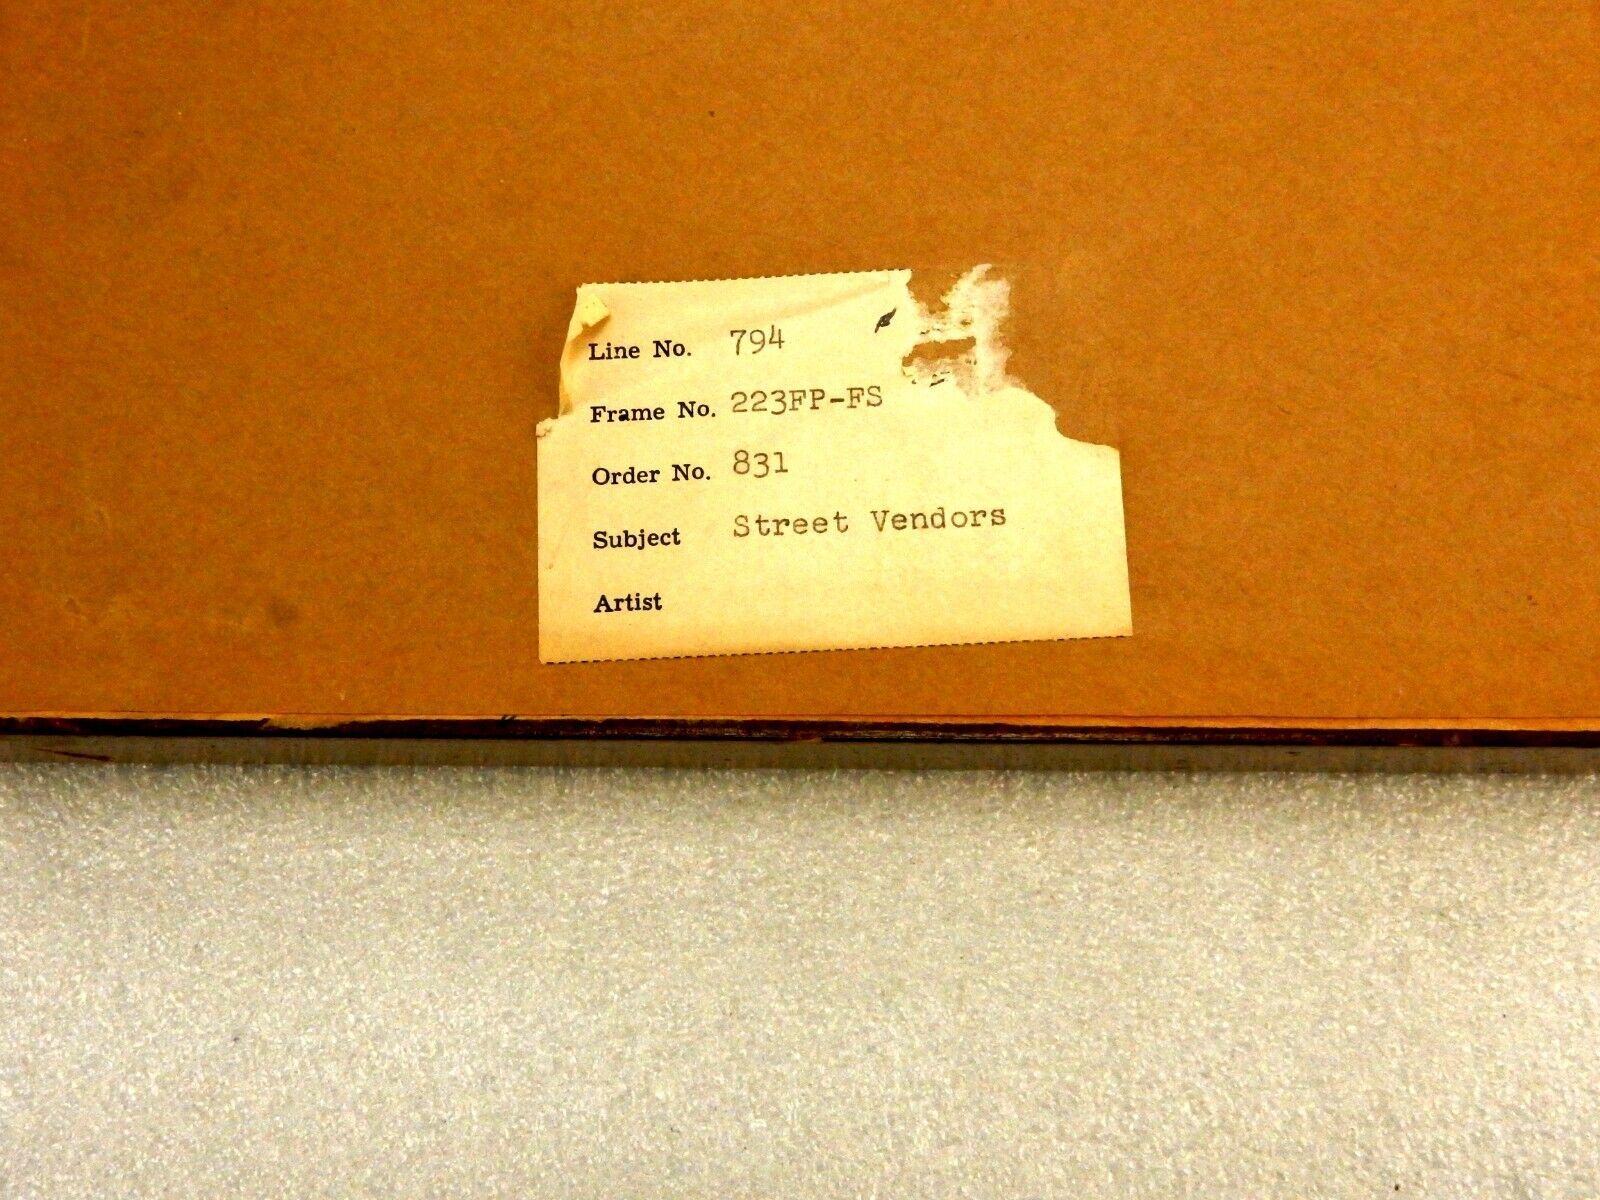 Line No. 794
Frame No. 223FP-FS
Order No. 831
Subject Street Vendors
Artist